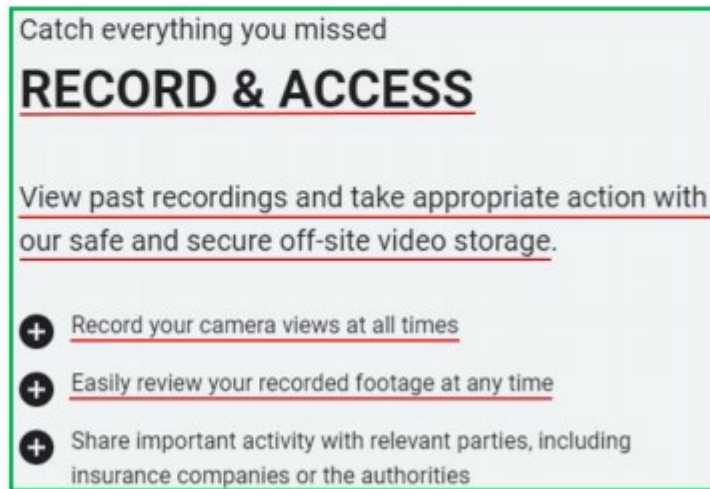 Catch everything you missed
RECORD & ACCESS
View past recordings and take appropriate action with
our safe and secure off-site video storage.
Record your camera views at all times
Easily review your recorded footage at any time
Share important activity with relevant parties, including
insurance companies or the authorities